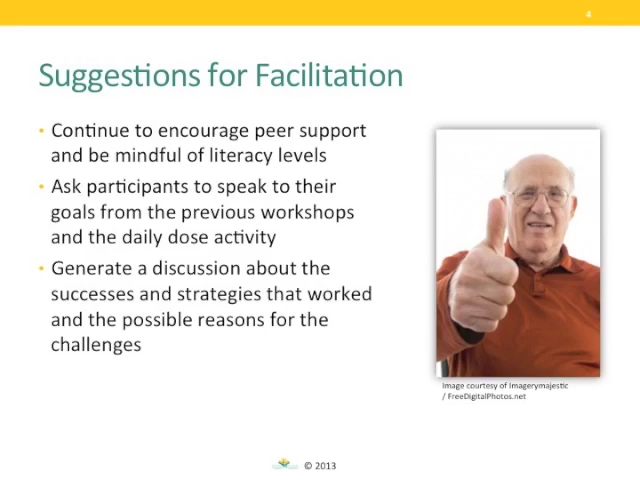 4
Suggestions for Facilitation
• Continue to encourage peer support
and be mindful of literacy levels
• Ask participants to speak to their
goals from the previous workshops
and the daily dose activity
• Generate a discussion about the
successes and strategies that worked
and the possible reasons for the
challenges
Image courtesy of Imagerymajestic
/ FreeDigitalPhotos.net
© 2013